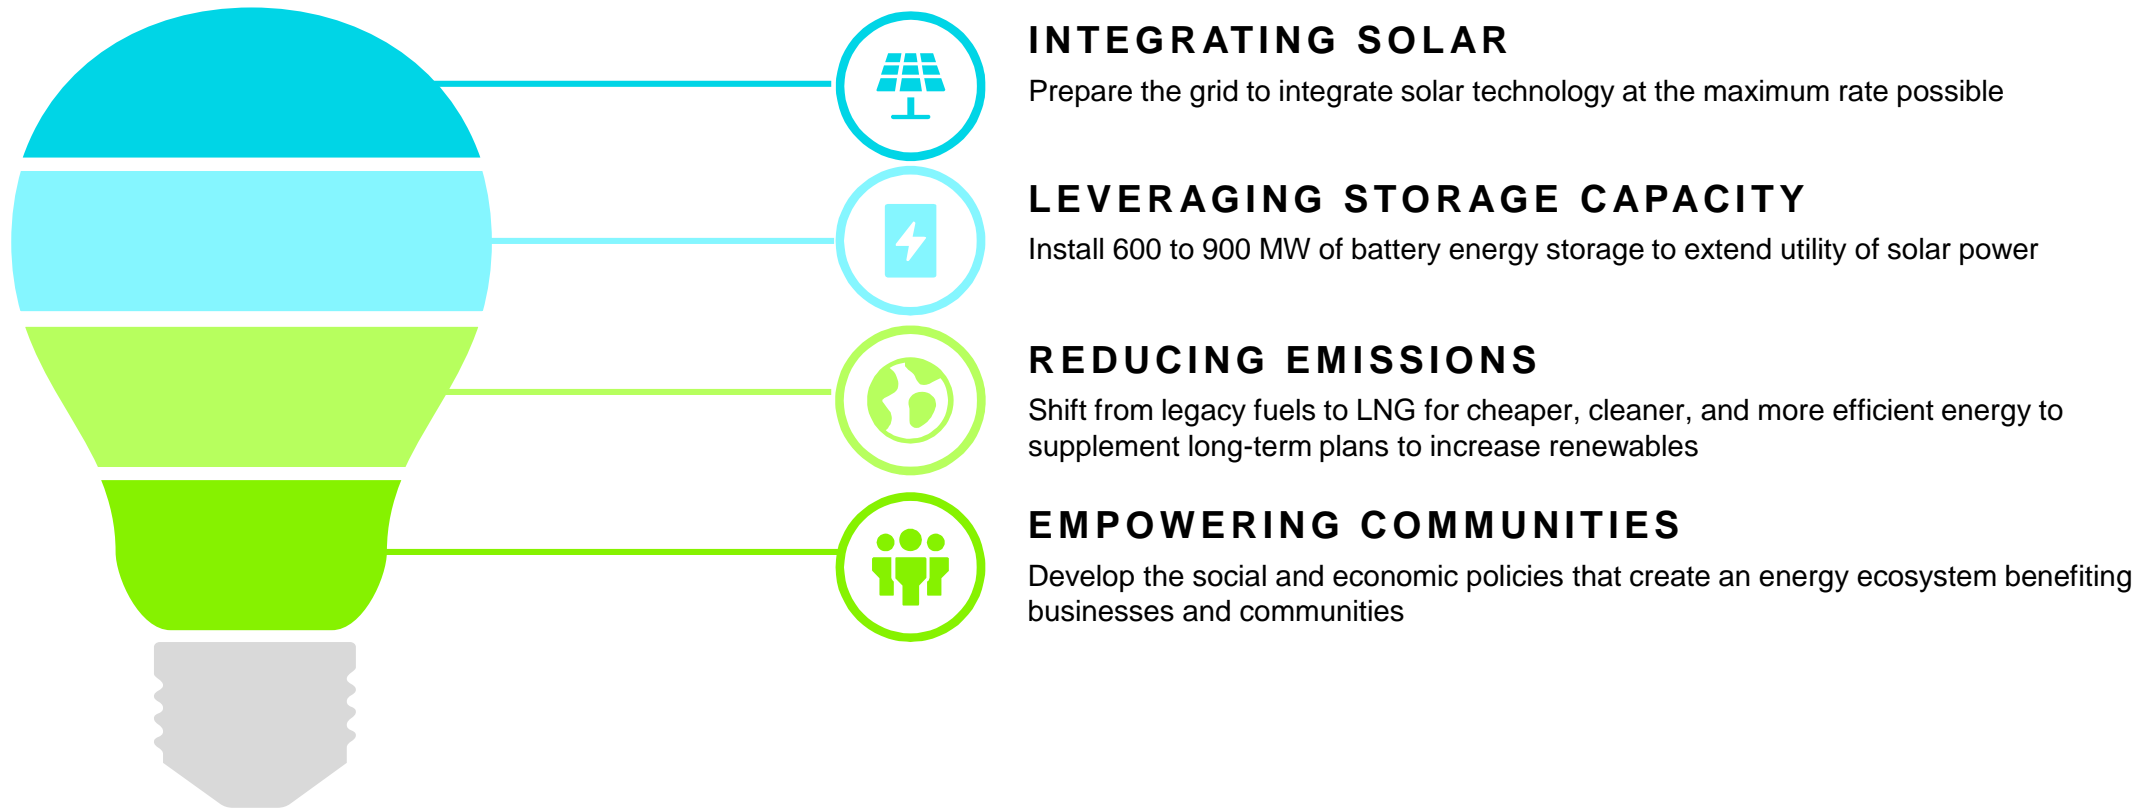 INTEGRATING SOLAR
Prepare the grid to integrate solar technology at the maximum rate possible
LEVERAGING STORAGE CAPACITY
Install 600 to 900 MW of battery energy storage to extend utility of solar power
REDUCING EMISSIONS
Shift from legacy fuels to LNG for cheaper, cleaner, and more efficient energy to
supplement long-term plans to increase renewables
EMPOWERING COMMUNITIES
Develop the social and economic policies that create an energy ecosystem benefiting
businesses and communities